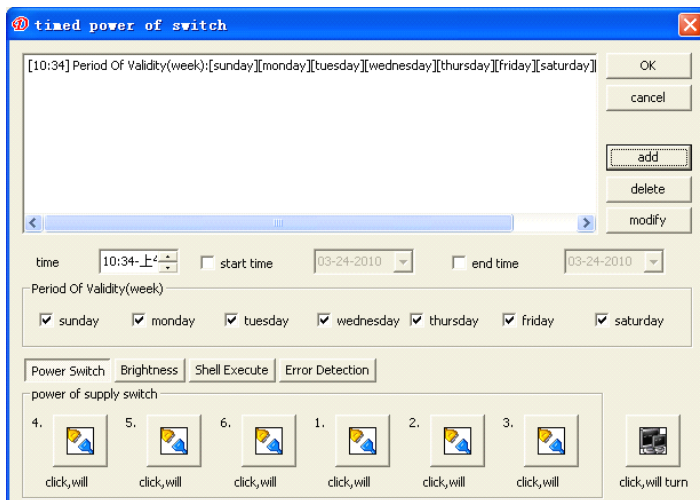 timed power of switch
[10:34] Period Of Validity(week):[sunday][monday][tuesday][wednesday][thursday][friday][saturday]
OK
cancel
add
delete
modify
time 10:34-上 start time 03-24-2010 end time 03-24-2010
Period Of Validity(week)
sunday monday tuesday wednesday thursday friday saturday
Power Switch Brightness Shell Execute Error Detection
power of supply switch
4. 5. 6. 1. 2. 3.
click,will click,will click,will click,will click,will click,will click,will turn